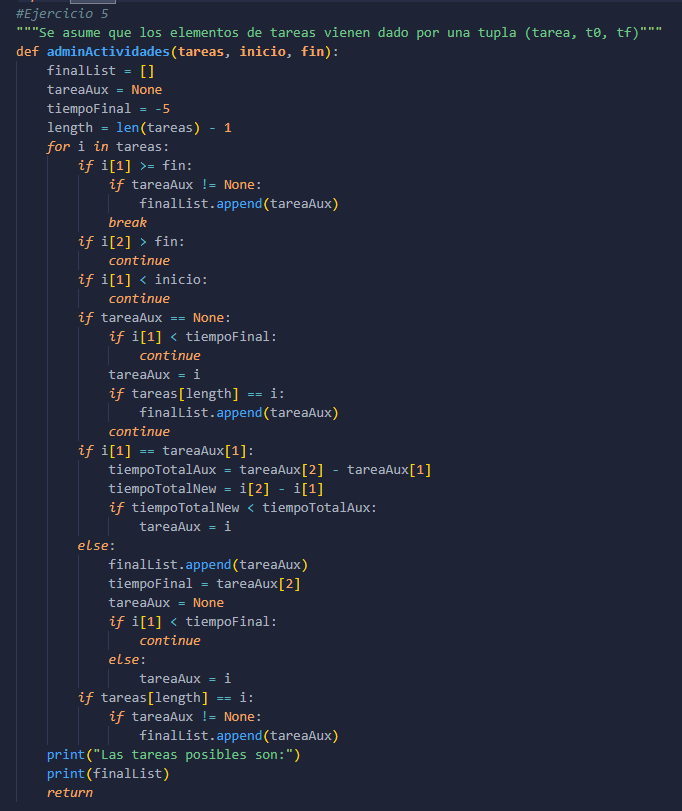 #Ejercicio 5
"""Se asume que los elementos de tareas vienen dado por una tupla (tarea, t0, tf)"""
def adminActividades(tareas, inicio, fin):
    finalList = []
    tareaAux = None
    tiempoFinal = -5
    length = len(tareas) - 1
    for i in tareas:
        if i[1] >= fin:
            if tareaAux != None:
                finalList.append(tareaAux)
            break
        if i[2] > fin:
            continue
        if i[1] < inicio:
            continue
        if tareaAux == None:
            if i[1] < tiempoFinal:
                continue
            tareaAux = i
            if tareas[length] == i:
                finalList.append(tareaAux)
            continue
        if i[1] == tareaAux[1]:
            tiempoTotalAux = tareaAux[2] - tareaAux[1]
            tiempoTotalNew = i[2] - i[1]
            if tiempoTotalNew < tiempoTotalAux:
                tareaAux = i
        else:
            finalList.append(tareaAux)
            tiempoFinal = tareaAux[2]
            tareaAux = None
            if i[1] < tiempoFinal:
                continue
            else:
                tareaAux = i
        if tareas[length] == i:
            if tareaAux != None:
                finalList.append(tareaAux)
    print("Las tareas posibles son:")
    print(finalList)
    return